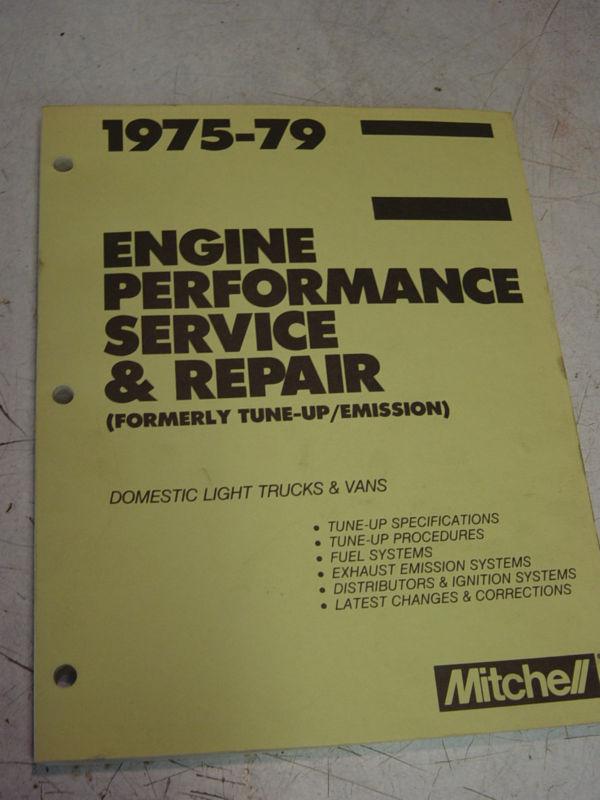 1975-79
ENGINE
PERFORMANCE
SERVICE
& REPAIR
(FORMERLY TUNE-UP/EMISSION)
DOMESTIC LIGHT TRUCKS & VANS
• TUNE-UP SPECIFICATIONS
• TUNE-UP PROCEDURES
• FUEL SYSTEMS
• EXHAUST EMISSION SYSTEMS
• DISTRIBUTORS & IGNITION SYSTEMS
• LATEST CHANGES & CORRECTIONS
Mitchell